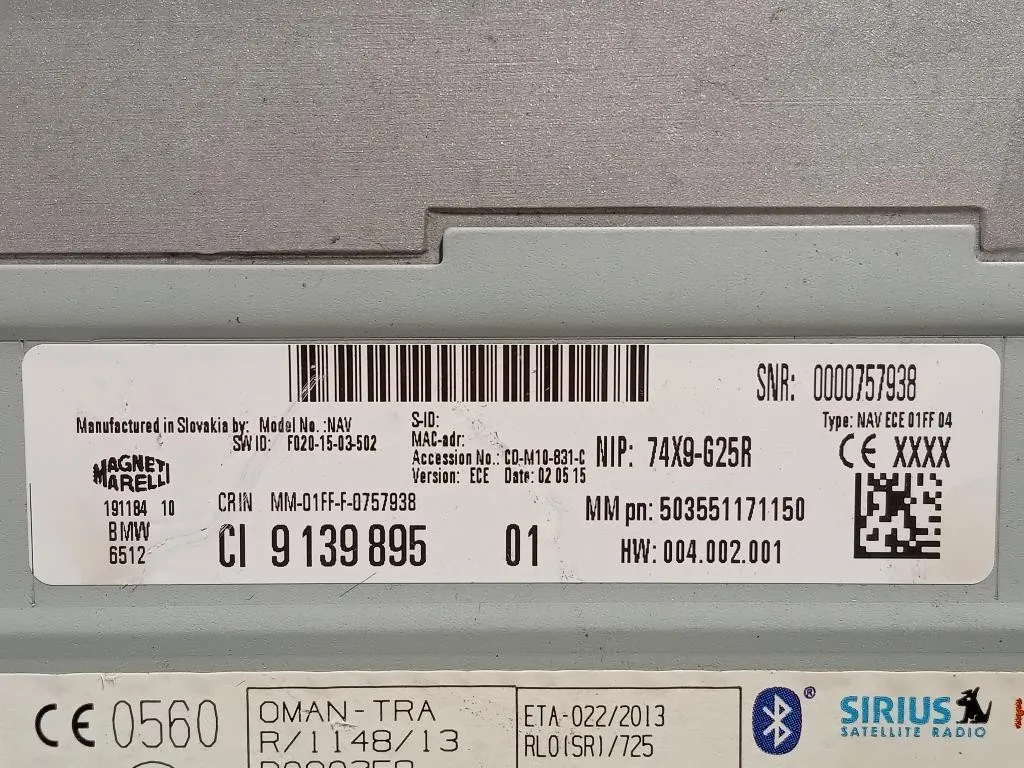 SNR: 0000757938
Manufactured in Slovakia by: Model No. :NAV
SW ID: F020-15-03-502
S-ID:
MAC-adr:
Accession No.: CD-M10-831-C
Version: ECE Date: 02 05 15
NIP: 74X9-G25R
Type: NAV ECE 01FF 04
CE XXXX
MAGNETI
MARELLI
191184 10
BMW
6512
CRIN MM-01FF-F-0757938
CI 9 139 895 01
MM pn: 503551171150
HW: 004.002.001
CE 0560
OMAN-TRA
R/1148/13
ETA-022/2013
RLO(SR)/725
®
SIRIUS
SATELLITE RADIO